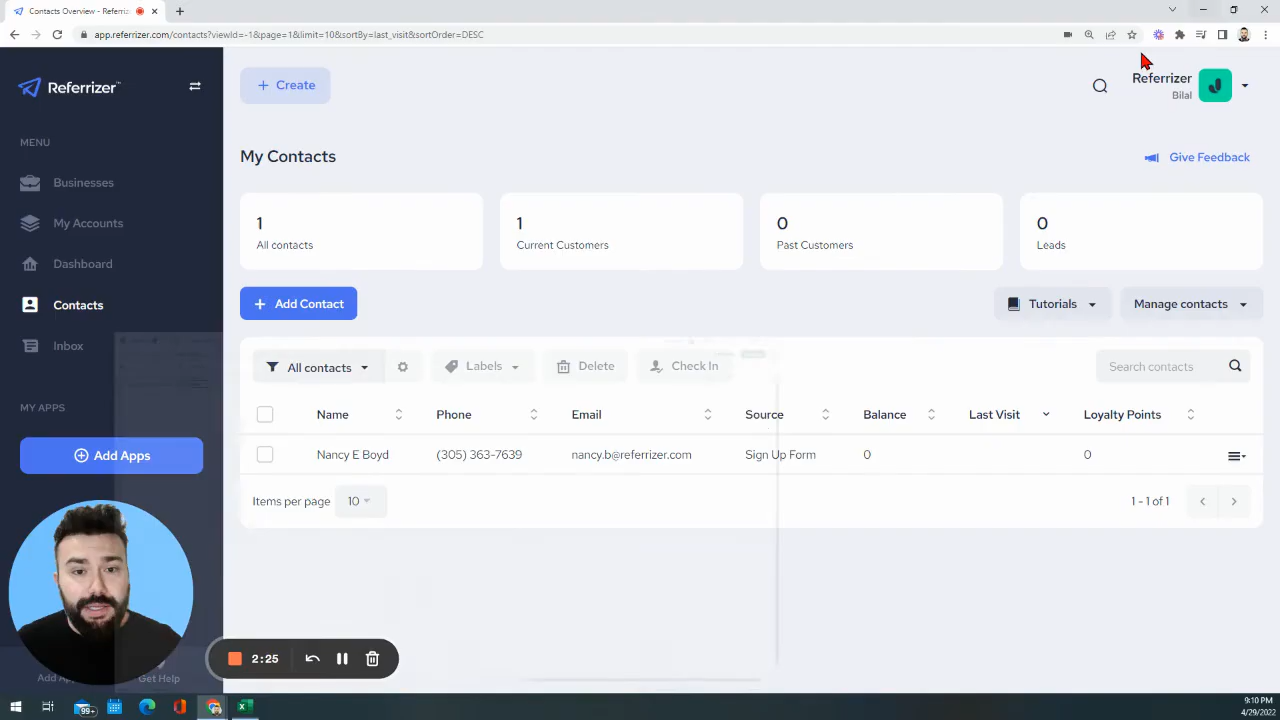 Contacts Overview - Referriz
app.referrizer.com/contacts?viewId=-1&page=1&limit=10&sortBy=last_visit&sortOrder=DESC
Referrizer™
+ Create
Referrizer
Bilal
MENU
Businesses
My Accounts
Dashboard
Contacts
Inbox
MY APPS
Add Apps
My Contacts
Give Feedback
1
All contacts
1
Current Customers
0
Past Customers
0
Leads
+ Add Contact
Tutorials
Manage contacts
All contacts
Labels
Delete
Check In
Search contacts
Name Phone Email Source Balance Last Visit Loyalty Points
Nancy E Boyd (305) 363-7639 nancy.b@referrizer.com Sign Up Form 0 0
Items per page 10
1 - 1 of 1
2:25
Get Help
99+
9:10 PM
4/29/2022